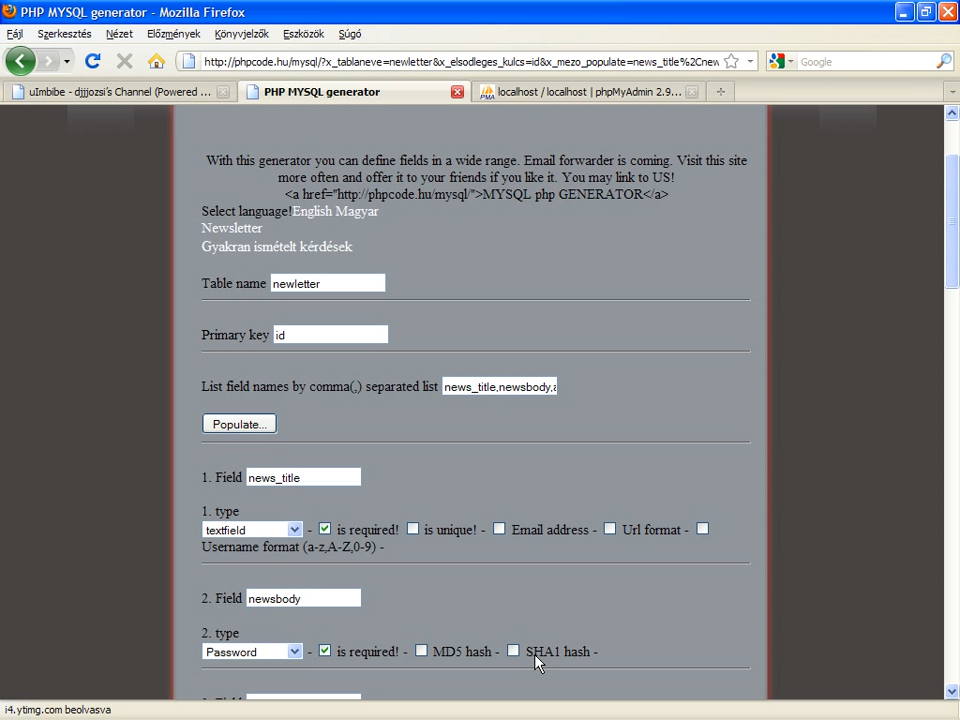 PHP MYSQL generator - Mozilla Firefox
Fájl Szerkesztés Nézet Előzmények Könyvjelzők Eszközök Súgó
http://phpcode.hu/mysql/?x_tablaneve=newletter&x_elsodleges_kulcs=id&x_mezo_populate=news_title%2Cnew
Google
uImbibe - djjjozsi's Channel (Powered ...
PHP MYSQL generator
localhost / localhost | phpMyAdmin 2.9...
With this generator you can define fields in a wide range. Email forwarder is coming. Visit this site
more often and offer it to your friends if you like it. You may link to US!
<a href="http://phpcode.hu/mysql/">MYSQL php GENERATOR</a>
Select language!English Magyar
Newsletter
Gyakran ismételt kérdések
Table name newletter
Primary key id
List field names by comma(,) separated list news_title,newsbody,a
Populate...
1. Field news_title
1. type
textfield - is required! is unique! - Email address - Url format -
Username format (a-z,A-Z,0-9) -
2. Field newsbody
2. type
Password - is required! - MD5 hash - SHA1 hash -
i4.ytimg.com beolvasva